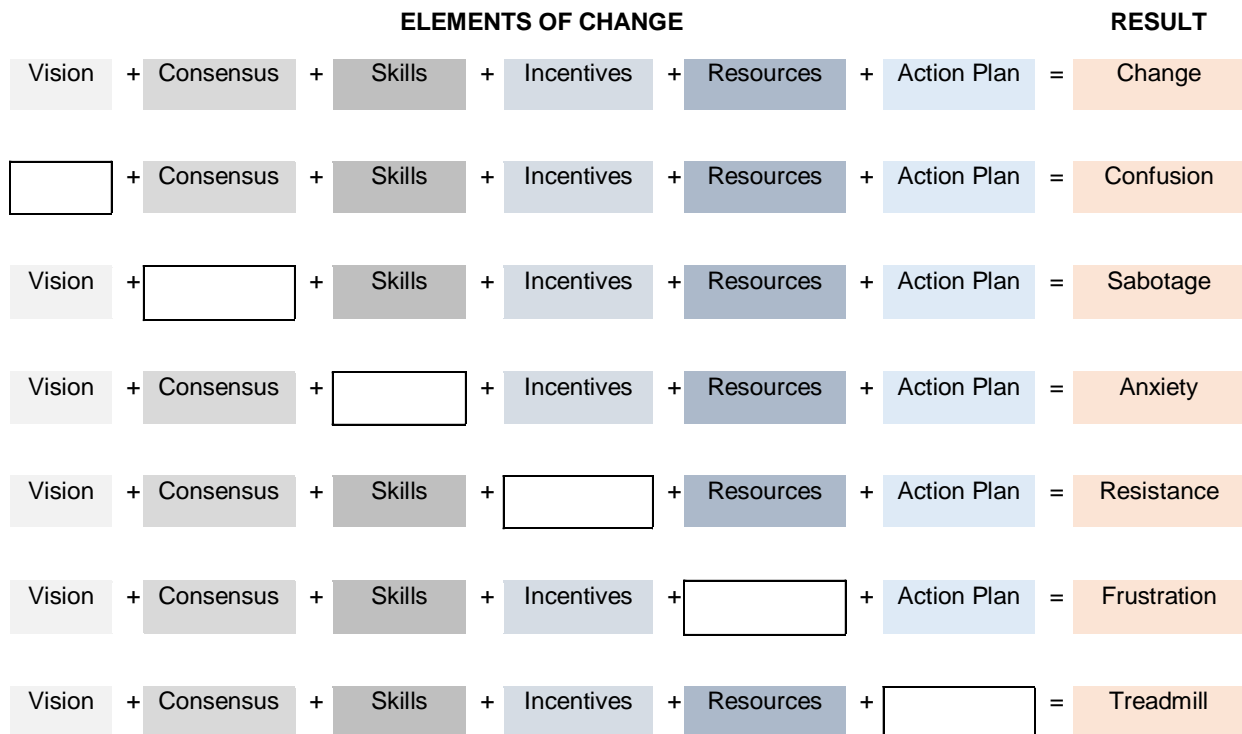 ELEMENTS OF CHANGE RESULT
Vision + Consensus + Skills + Incentives + Resources + Action Plan = Change
+ Consensus + Skills + Incentives + Resources + Action Plan = Confusion
Vision + + Skills + Incentives + Resources + Action Plan = Sabotage
Vision + Consensus + + Incentives + Resources + Action Plan = Anxiety
Vision + Consensus + Skills + + Resources + Action Plan = Resistance
Vision + Consensus + Skills + Incentives + + Action Plan = Frustration
Vision + Consensus + Skills + Incentives + Resources + = Treadmill